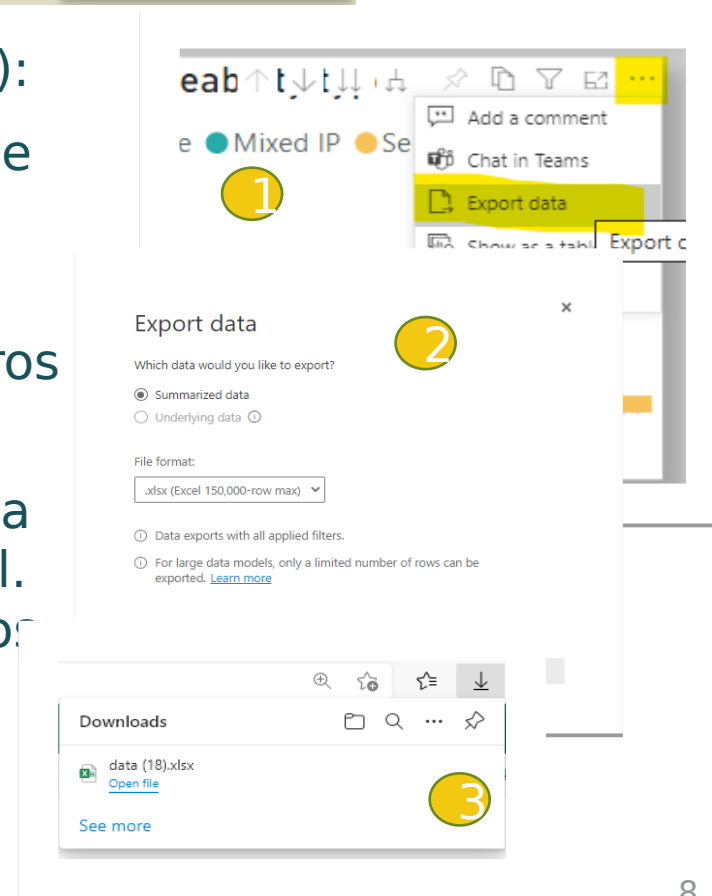 ):
e
ros
a
l.
Mixed IP
Se
Add a comment
Chat in Teams
Export data
Show as a tabl
Export
1
Export data
2
Which data would you like to export?
Summarized data
Underlying data
File format:
.xlsx (Excel 150,000-row max)
Data exports with all applied filters.
For large data models, only a limited number of rows can be
exported. Learn more
Downloads
data (18).xlsx
Open file
3
See more
8